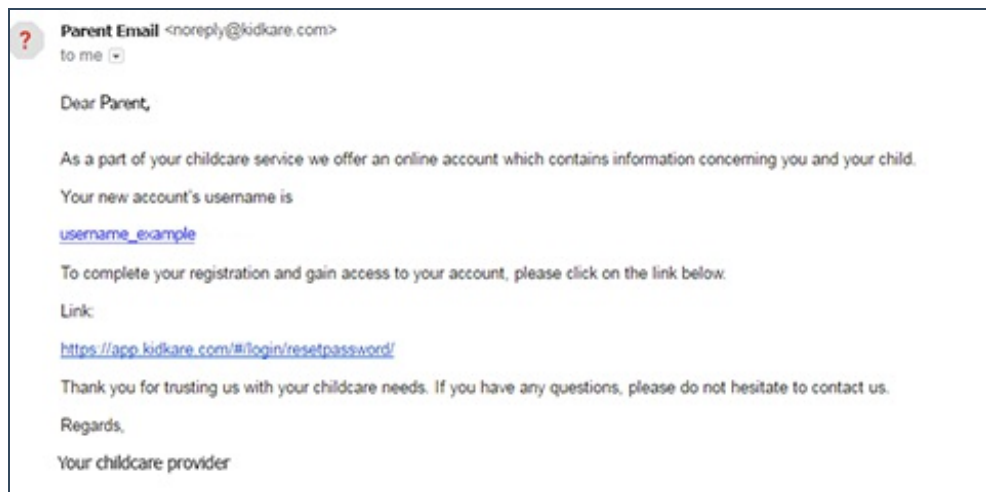 ?
Parent Email <noreply@kidkare.com>
to me
Dear Parent,
As a part of your childcare service we offer an online account which contains information concerning you and your child.
Your new account's username is
username_example
To complete your registration and gain access to your account, please click on the link below.
Link:
https://app.kidkare.com/#/login/resetpassword/
Thank you for trusting us with your childcare needs. If you have any questions, please do not hesitate to contact us.
Regards,
Your childcare provider